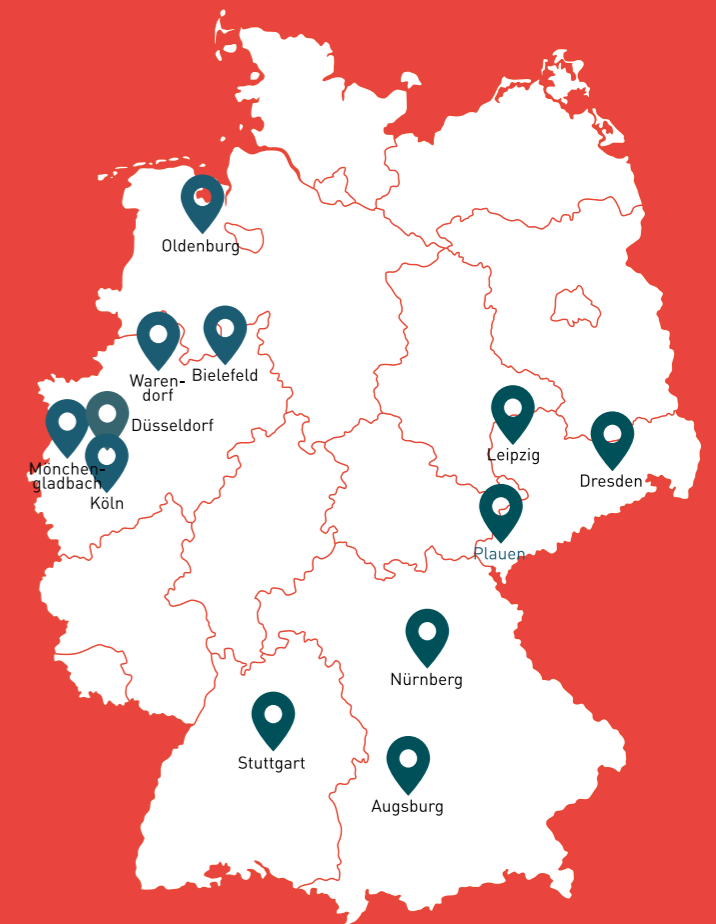 Oldenburg
Bielefeld
Waren-
dorf
Düsseldorf
Mönchen-
gladbach
Köln
Leipzig
Dresden
Plauen
Nürnberg
Stuttgart
Augsburg